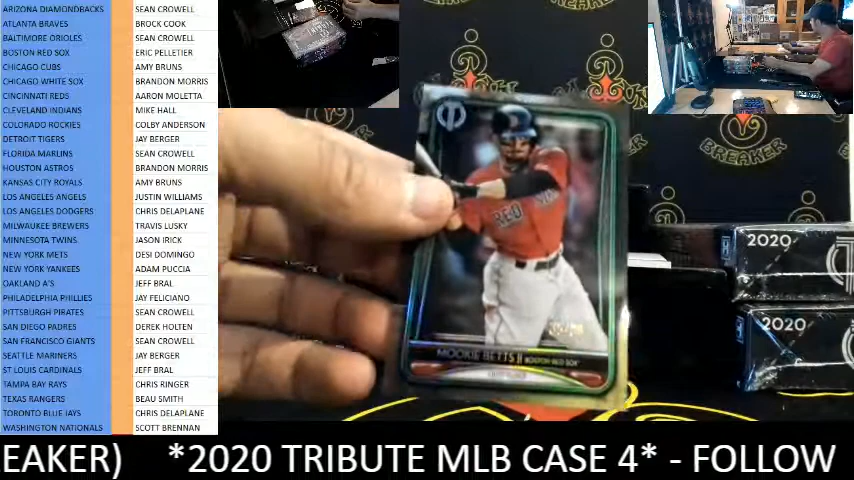 ARIZONA DIAMONDBACKS SEAN CROWELL
ATLANTA BRAVES BROCK COOK
BALTIMORE ORIOLES SEAN CROWELL
BOSTON RED SOX ERIC PELLETIER
CHICAGO CUBS AMY BRUNS
CHICAGO WHITE SOX BRANDON MORRIS
CINCINATTI REDS AARON MOLETTA
CLEVELAND INDIANS MIKE HALL
COLORADO ROCKIES COLBY ANDERSON
DETROIT TIGERS JAY BERGER
FLORIDA MARLINS SEAN CROWELL
HOUSTON ASTROS BRANDON MORRIS
KANSAS CITY ROYALS AMY BRUNS
LOS ANGELES ANGELS JUSTIN WILLIAMS
LOS ANGELES DODGERS CHRIS DELAPLANE
MILWAUKEE BREWERS TRAVIS LUSKY
MINNESOTA TWINS JASON IRICK
NEW YORK METS DESI DOMINGO
NEW YORK YANKEES ADAM PUCCIA
OAKLAND A'S JEFF BRAL
PHILADELPHIA PHILLIES JAY FELICIANO
PITTSBURGH PIRATES SEAN CROWELL
SAN DIEGO PADRES DEREK HOLTEN
SAN FRANCISCO GIANTS SEAN CROWELL
SEATTLE MARINERS JAY BERGER
ST LOUIS CARDINALS JEFF BRAL
TAMPA BAY RAYS CHRIS RINGER
TEXAS RANGERS BEAU SMITH
TORONTO BLUE JAYS CHRIS DELAPLANE
WASHINGTON NATIONALS SCOTT BRENNAN
BREAKER
RED SOX
MOOKIE BETTS BOSTON RED SOX
2020
2020
EAKER) *2020 TRIBUTE MLB CASE 4* - FOLLOW